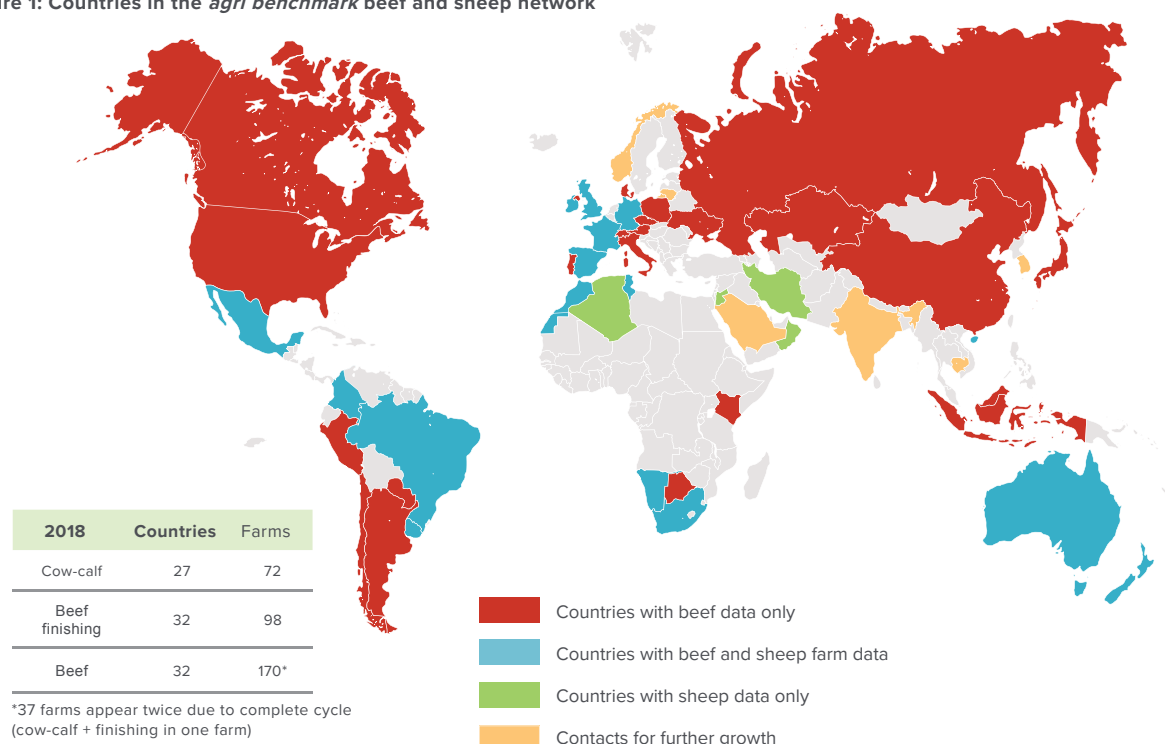 re 1: Countries in the agri benchmark beef and sheep network
2018 Countries Farms
Cow-calf 27 72
Beef
finishing 32 98
Beef 32 170*
*37 farms appear twice due to complete cycle
(cow-calf + finishing in one farm)
Countries with beef data only
Countries with beef and sheep farm data
Countries with sheep data only
Contacts for further growth